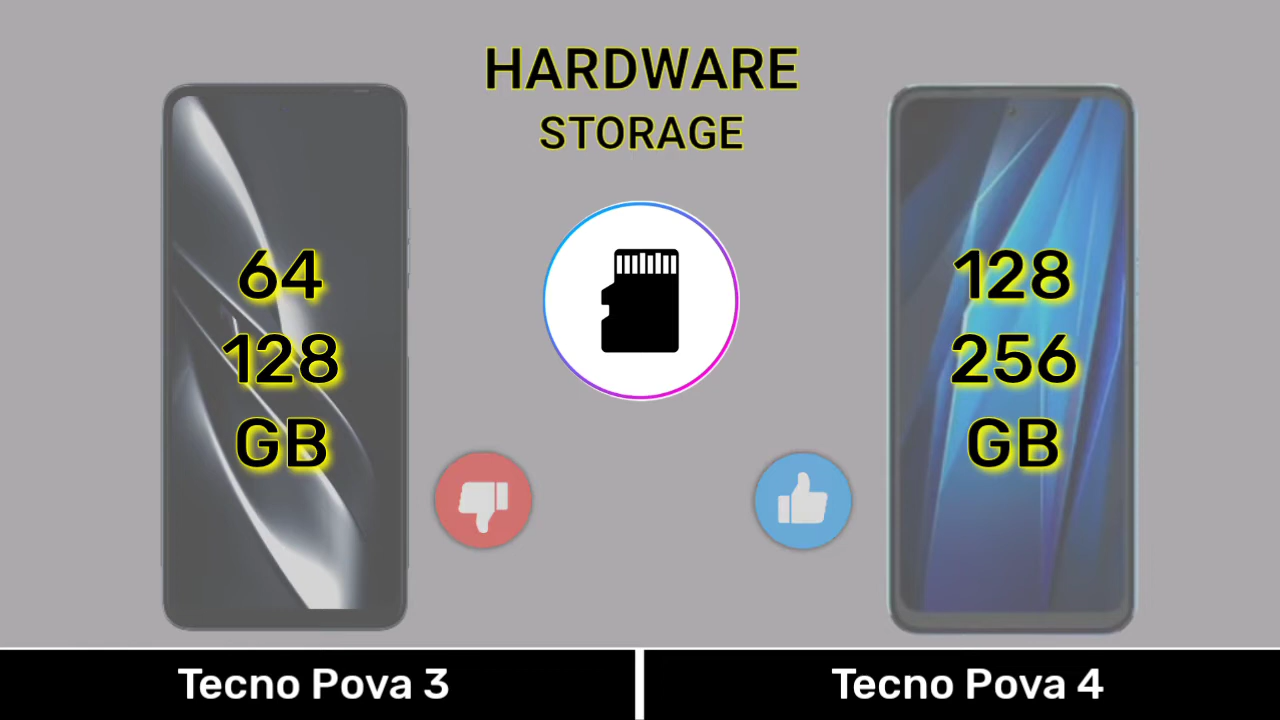 HARDWARE
STORAGE
64
128
GB
128
256
GB
Tecno Pova 3
Tecno Pova 4